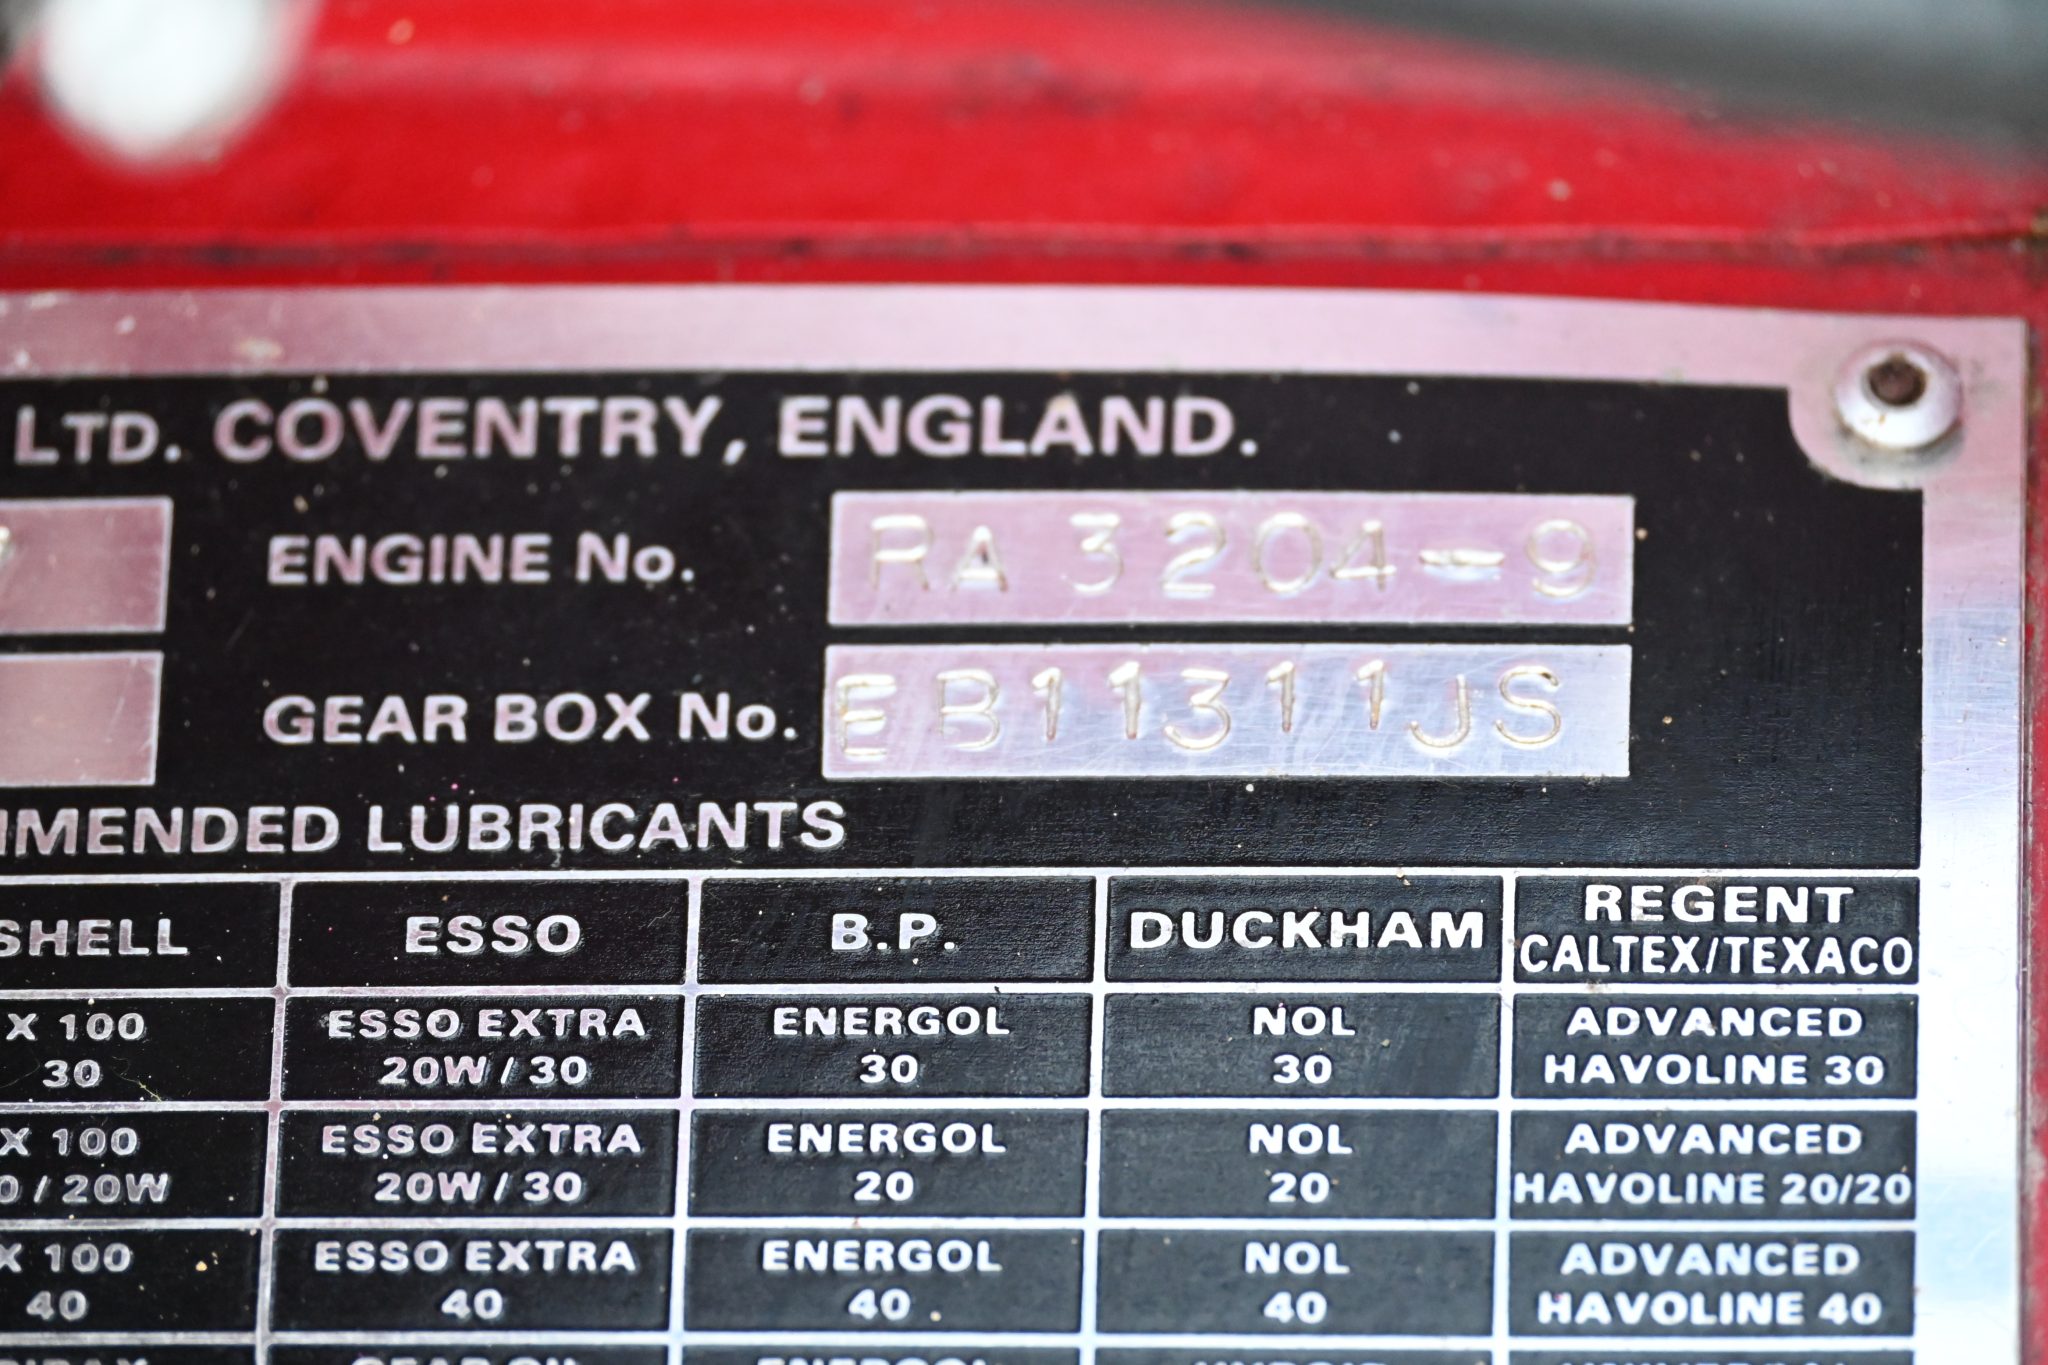 LTD. COVENTRY, ENGLAND.
ENGINE No. RA 3204-9
GEAR BOX No. EB11311JS
LUBRICANTS
SHELL ESSO B.P. DUCKHAM REGENT
CALTEX/TEXACO
X 100 ESSO EXTRA ENERGOL NOL ADVANCED
30 20W / 30 30 30 HAVOLINE 30
X 100 ESSO EXTRA ENERGOL NOL ADVANCED
/ 20W 20W / 30 20 20 HAVOLINE 20/20
X 100 ESSO EXTRA ENERGOL NOL ADVANCED
40 40 40 40 HAVOLINE 40